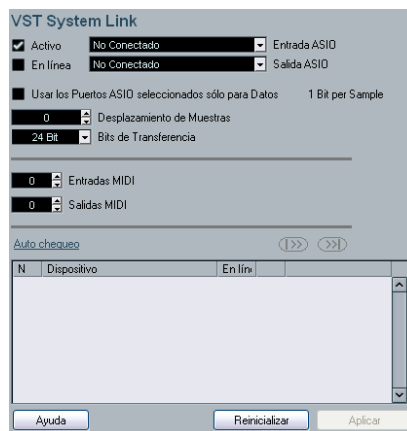 VST System Link
Activo No Conectado Entrada ASIO
En línea No Conectado Salida ASIO
Usar los Puertos ASIO seleccionados sólo para Datos 1 Bit per Sample
0 Desplazamiento de Muestras
24 Bit Bits de Transferencia
0 Entradas MIDI
0 Salidas MIDI
Auto chequeo
N Dispositivo En líne
Ayuda Reinicializar Aplicar